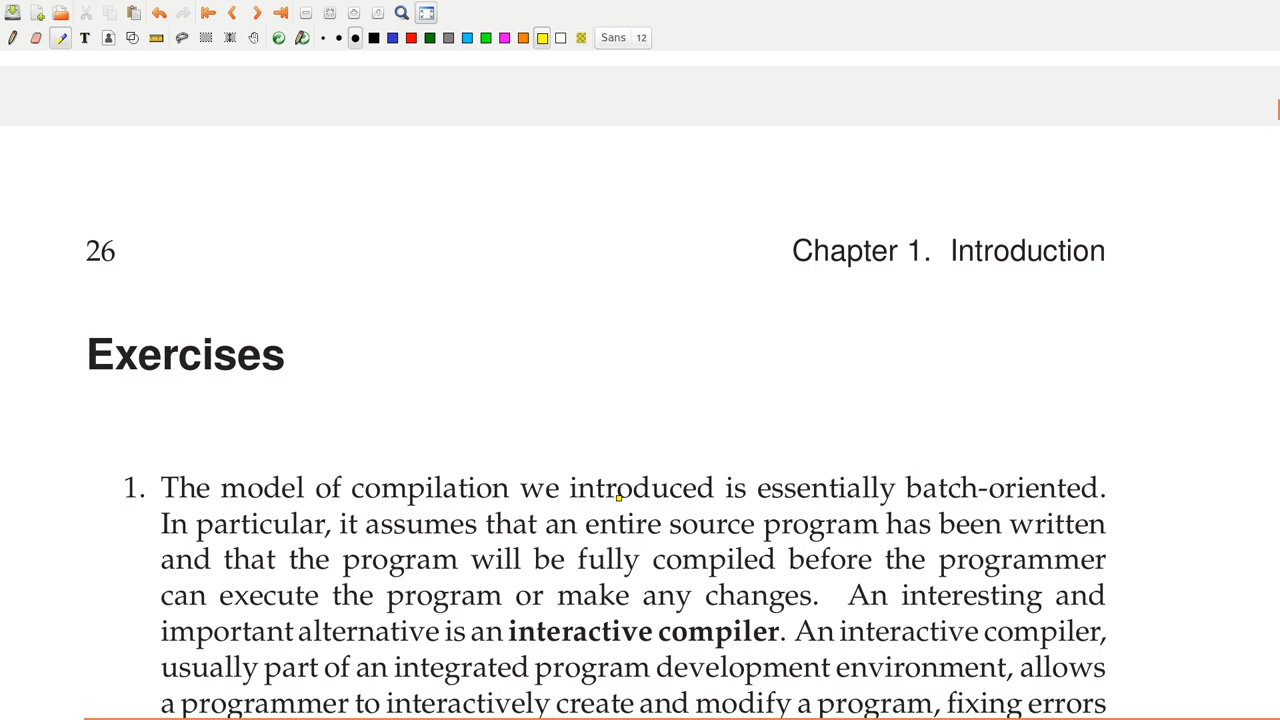 T
Sans 12
26 Chapter 1. Introduction
Exercises
1. The model of compilation we introduced is essentially batch-oriented.
In particular, it assumes that an entire source program has been written
and that the program will be fully compiled before the programmer
can execute the program or make any changes. An interesting and
important alternative is an interactive compiler. An interactive compiler,
usually part of an integrated program development environment, allows
a programmer to interactively create and modify a program, fixing errors